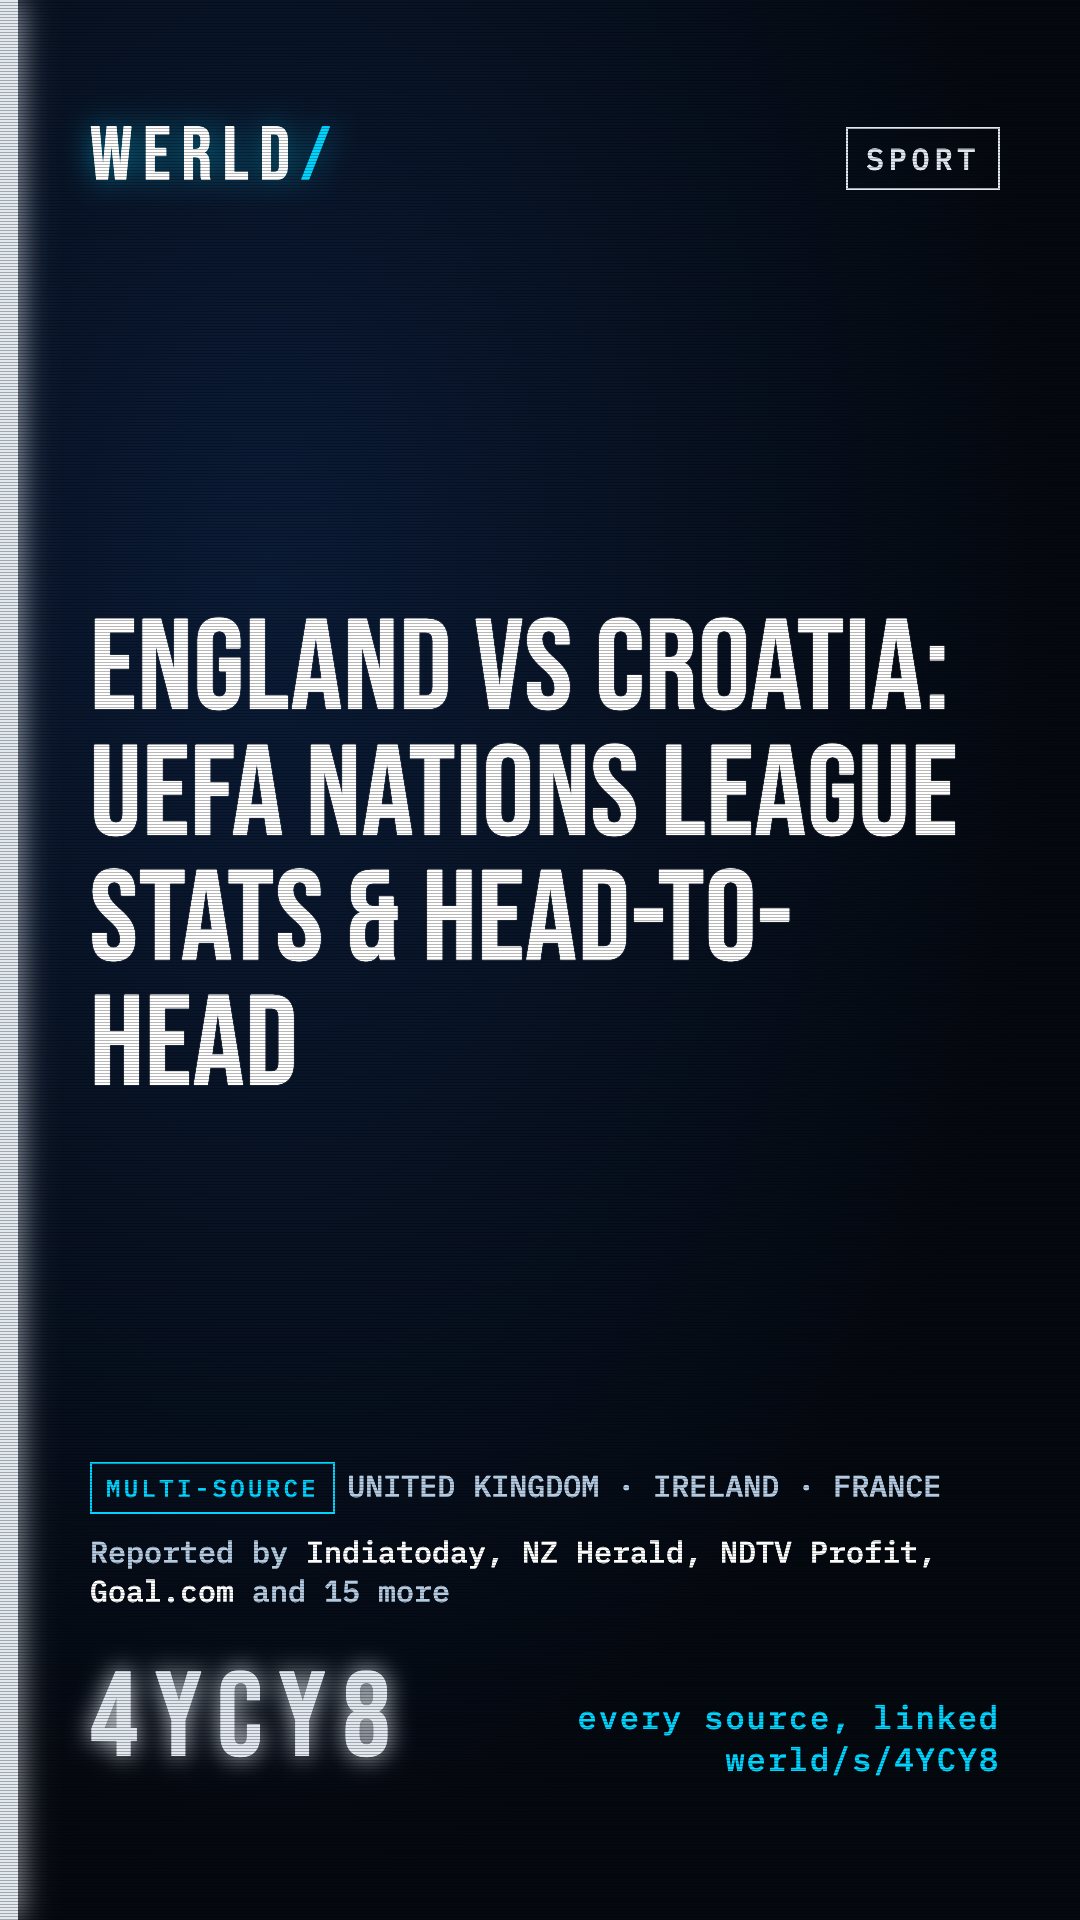 WERLD/
SPORT
ENGLAND VS CROATIA:
UEFA NATIONS LEAGUE
STATS & HEAD-TO-
HEAD
MULTI-SOURCE UNITED KINGDOM · IRELAND · FRANCE
Reported by Indiatoday, NZ Herald, NDTV Profit,
Goal.com and 15 more
4YCY8
every source, linked
werld/s/4YCY8